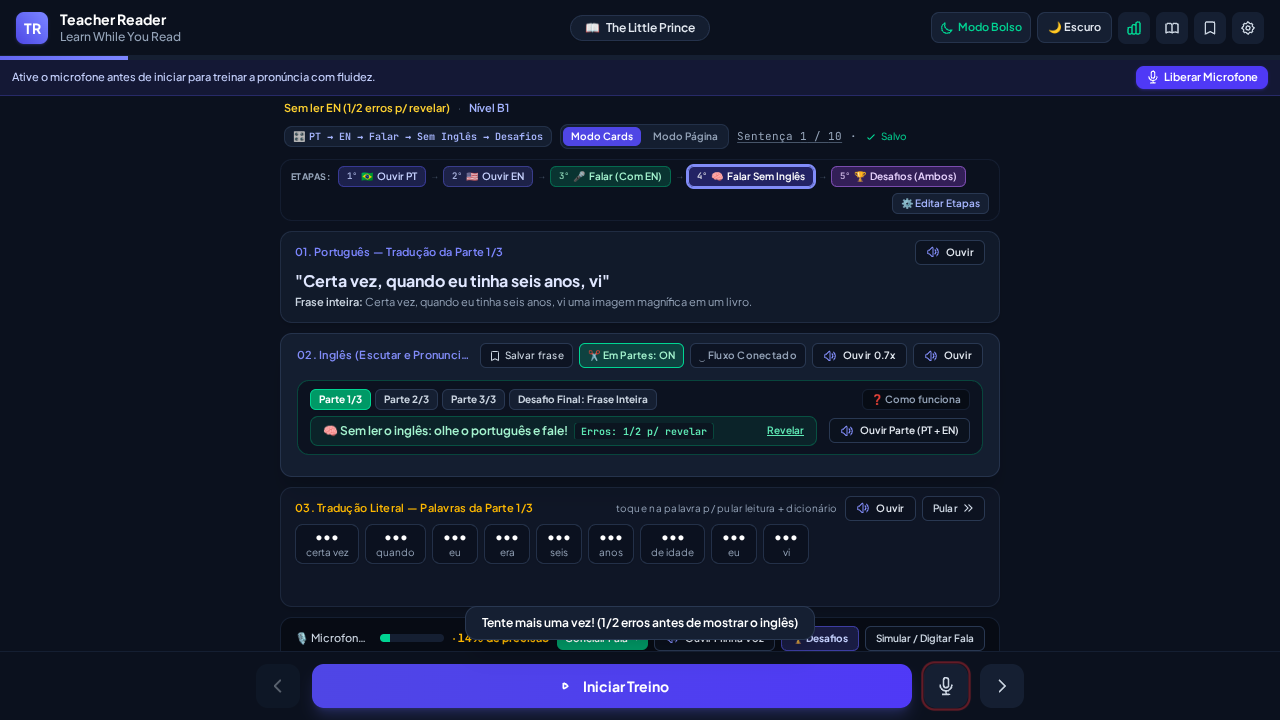 TR
Teacher Reader
Learn While You Read
📖 The Little Prince
Modo Bolso
🌙 Escuro
Ative o microfone antes de iniciar para treinar a pronúncia com fluidez.
Liberar Microfone
Sem ler EN (1/2 erros p/ revelar) · Nível B1
🎛️ PT → EN → Falar → Sem Inglês → Desafios
Modo Cards
Modo Página
Sentença 1 / 10 · ✓ Salvo
ETAPAS:
1° 🇧🇷 Ouvir PT →
2° 🇺🇸 Ouvir EN →
3° 🎤 Falar (Com EN) →
4° 🧠 Falar Sem Inglês →
5° 🏆 Desafios (Ambos)
⚙️ Editar Etapas
01. Português — Tradução da Parte 1/3
Ouvir
"Certa vez, quando eu tinha seis anos, vi"
Frase inteira: Certa vez, quando eu tinha seis anos, vi uma imagem magnífica em um livro.
02. Inglês (Escutar e Pronunci…
Salvar frase
✂️ Em Partes: ON
Fluxo Conectado
Ouvir 0.7x
Ouvir
Parte 1/3
Parte 2/3
Parte 3/3
Desafio Final: Frase Inteira
❓ Como funciona
🧠 Sem ler o inglês: olhe o português e fale!
Erros: 1/2 p/ revelar
Revelar
Ouvir Parte (PT + EN)
03. Tradução Literal — Palavras da Parte 1/3
toque na palavra p/ pular leitura + dicionário
Ouvir
Pular
••• ••• ••• ••• ••• ••• ••• ••• •••
certa vez quando eu era seis anos de idade eu vi
Tente mais uma vez! (1/2 erros antes de mostrar o inglês)
🎙️ Microfon…
Desafios
Simular / Digitar Fala
Iniciar Treino